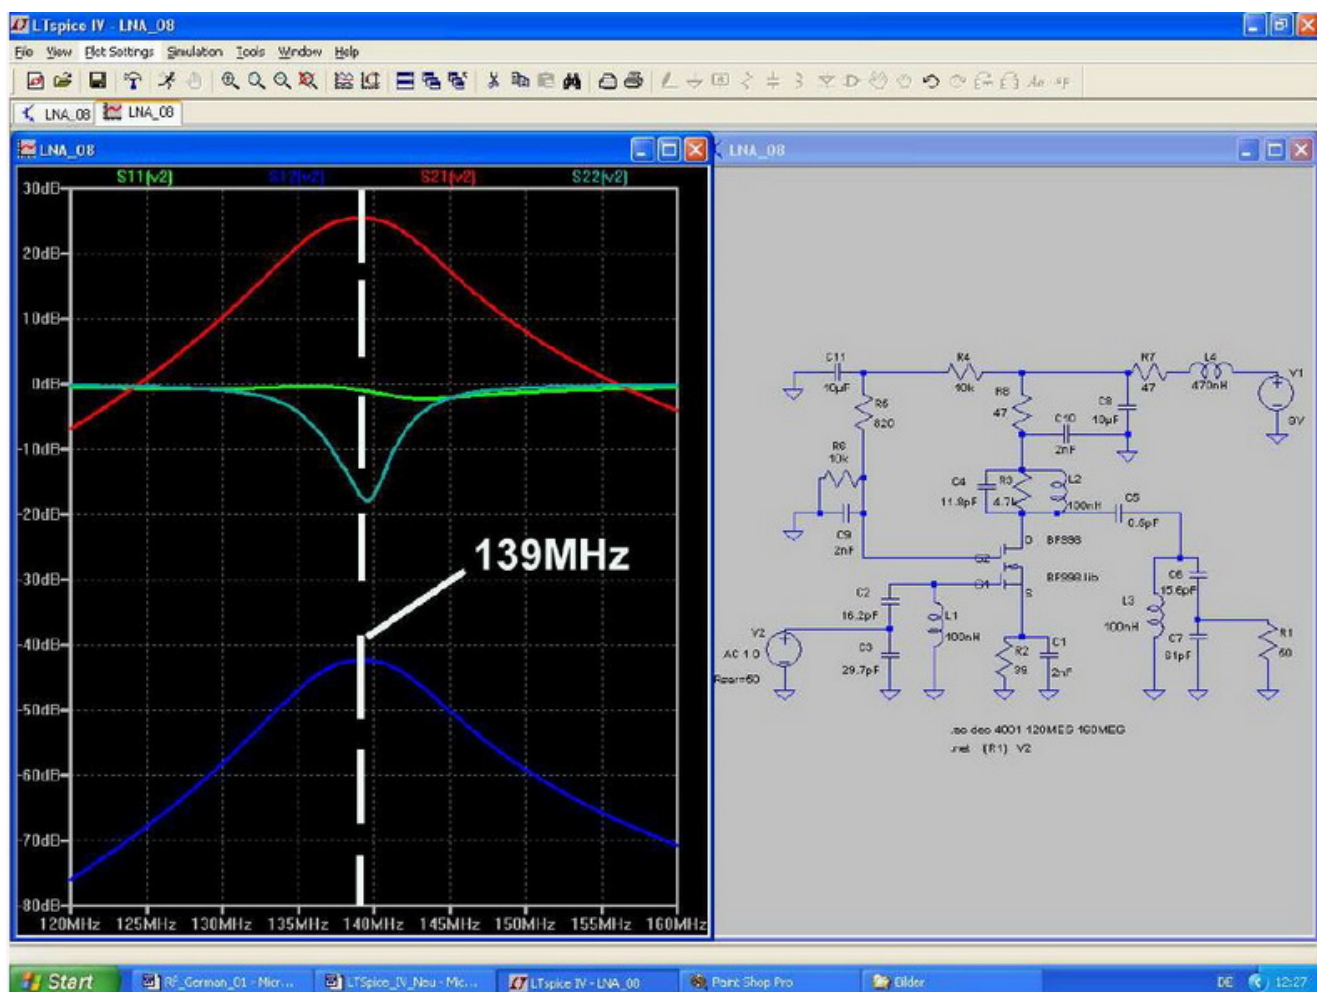 LTspice IV - LNA_08
File View Plot Settings Simulation Tools Window Help
LNA_08 LNA_08
LNA_08
S11(v2) S12(v2) S21(v2) S22(v2)
30dB
20dB
10dB
0dB
-10dB
-20dB
-30dB
-40dB
-50dB
-60dB
-70dB
-80dB
139MHz
120MHz 125MHz 130MHz 135MHz 140MHz 145MHz 150MHz 155MHz 160MHz
LNA_08
C11
10µF
R4
10k
R7
47
L4
470nH
V1
9V
R5
820
R8
47
C8
10µF
C10
2nF
R6
10k
C9
2nF
C4
11.8pF
R3
4.7k
L2
100nH
C5
BF998
G2
D
G1
S
BF998.lib
C2
16.2pF
L1
100nH
V2
AC 1 0
Rser=50
C3
29.7pF
R2
C1
2nF
L3
100nH
C6
15.6pF
C7
R1
.ac dec 4001 120MEG 160MEG
.net I(R1) V2
Start RF_German_01 - Micr... LTSpice_IV_Neu - Mic... LTspice IV - LNA_08 Paint Shop Pro Bilder DE 12:27